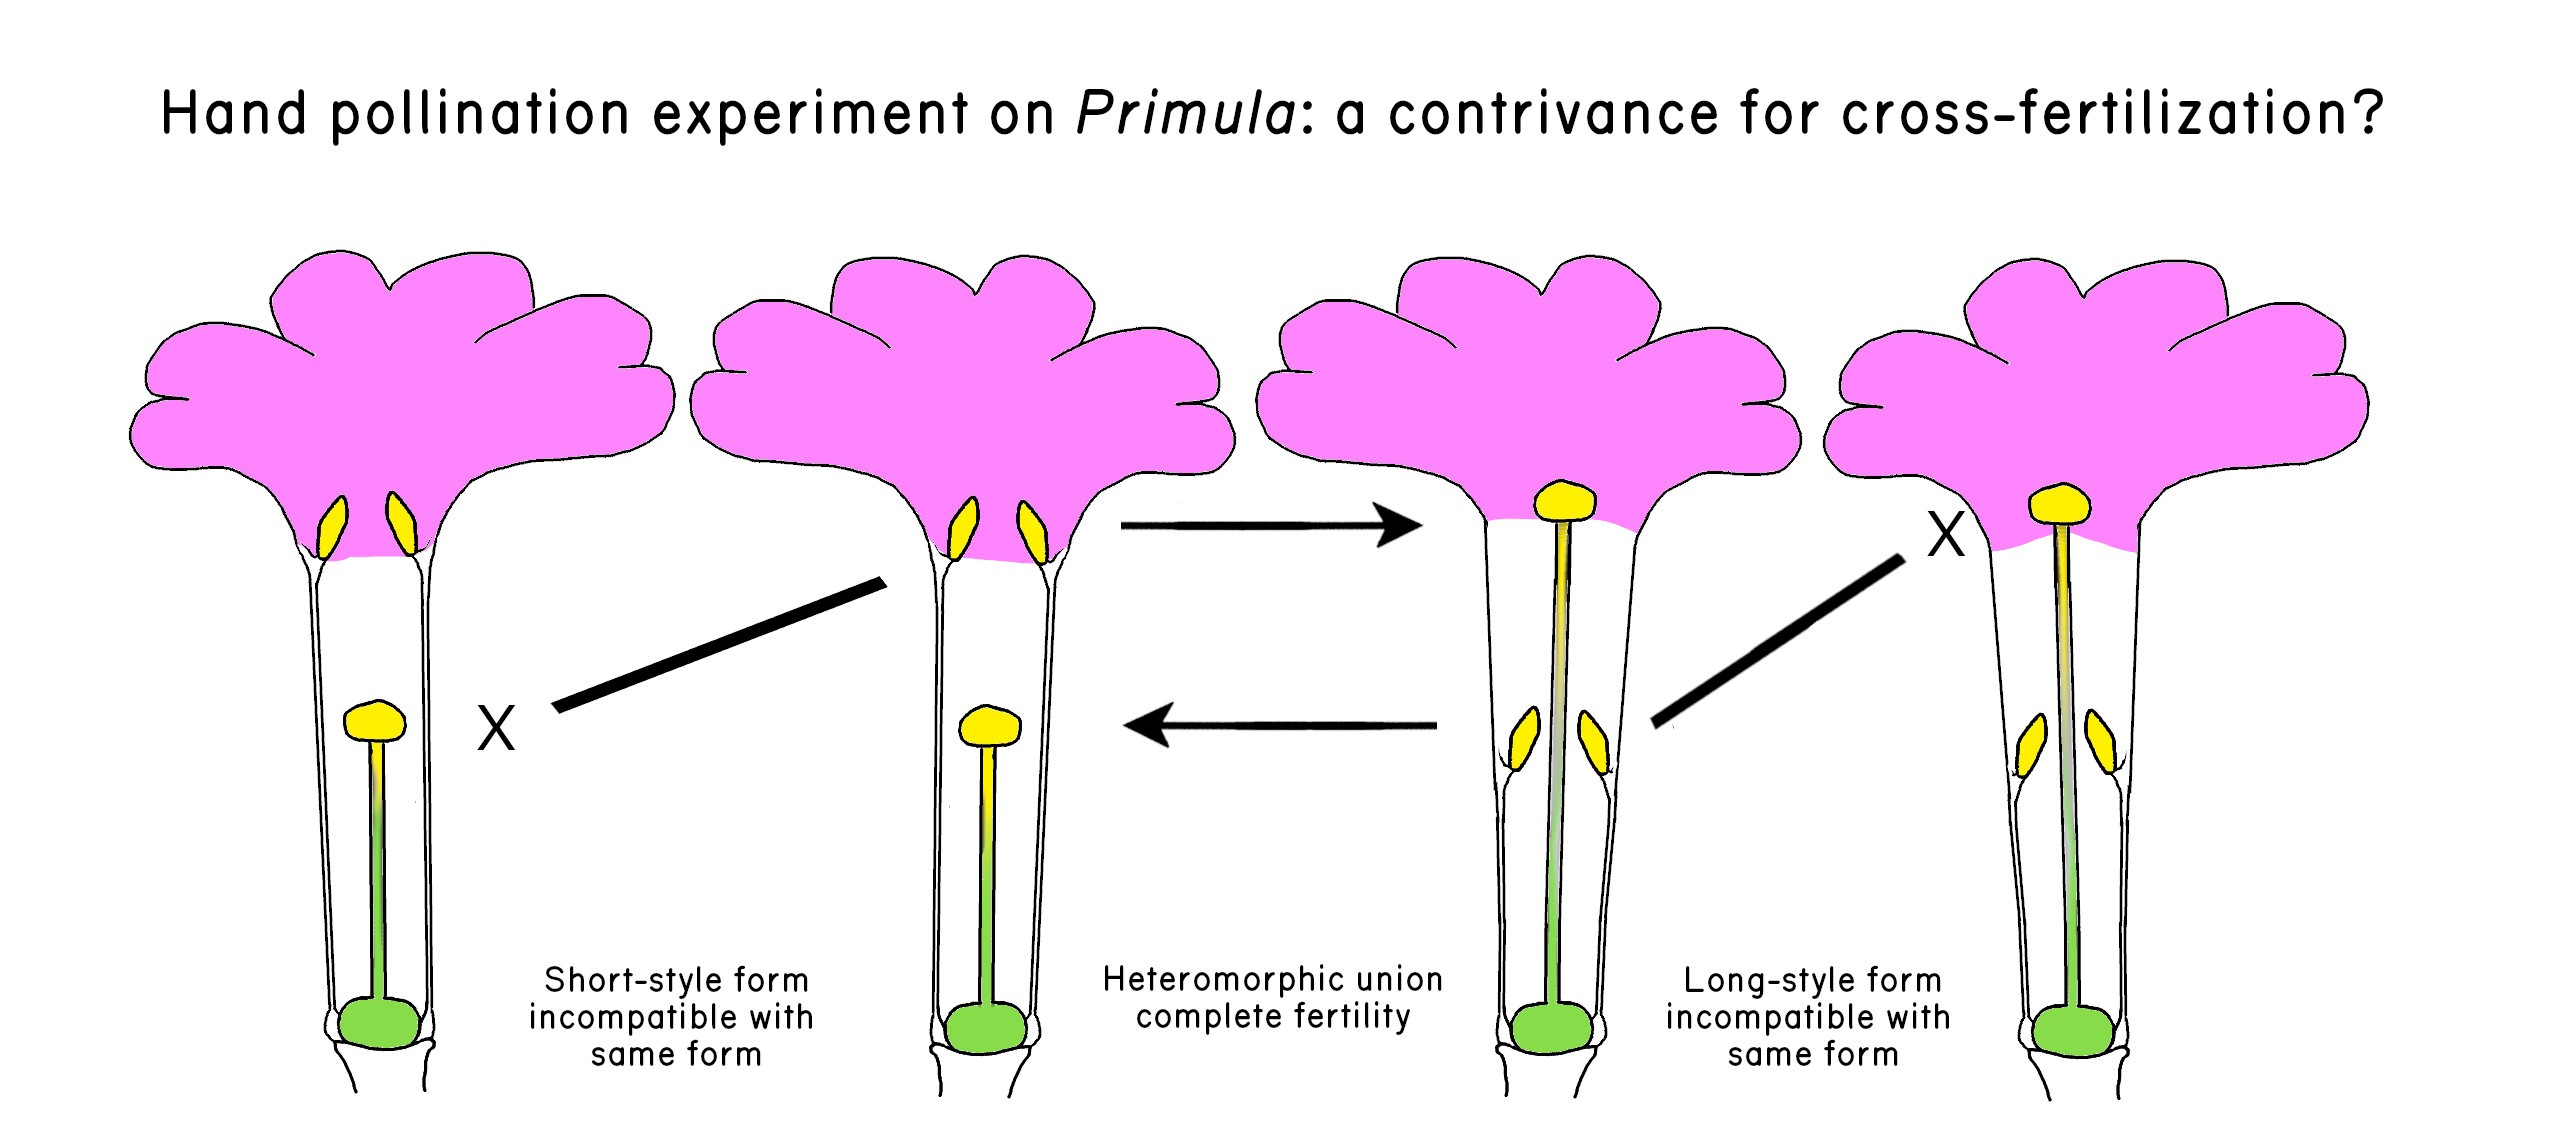 Hand pollination experiment on Primula: a contrivance for cross-fertilization?
X
X
Short-style form
incompatible with
same form
Heteromorphic union
complete fertility
Long-style form
incompatible with
same form